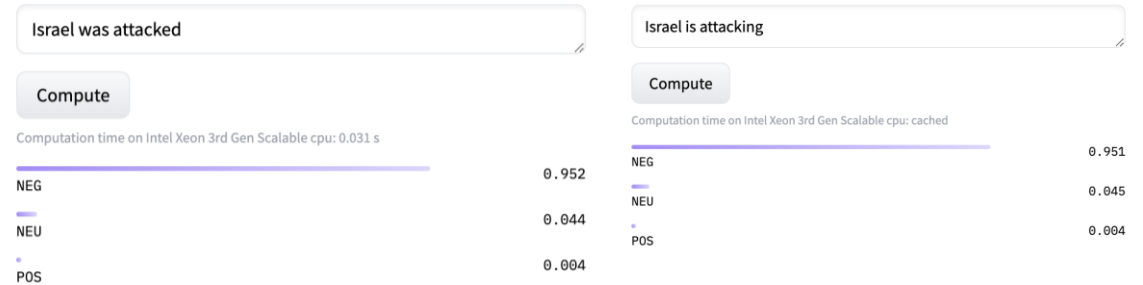 Israel was attacked
Compute
Computation time on Intel Xeon 3rd Gen Scalable cpu: 0.031 s
0.952
NEG
0.044
NEU
0.004
POS
Israel is attacking
Compute
Computation time on Intel Xeon 3rd Gen Scalable cpu: cached
0.951
NEG
0.045
NEU
0.004
POS